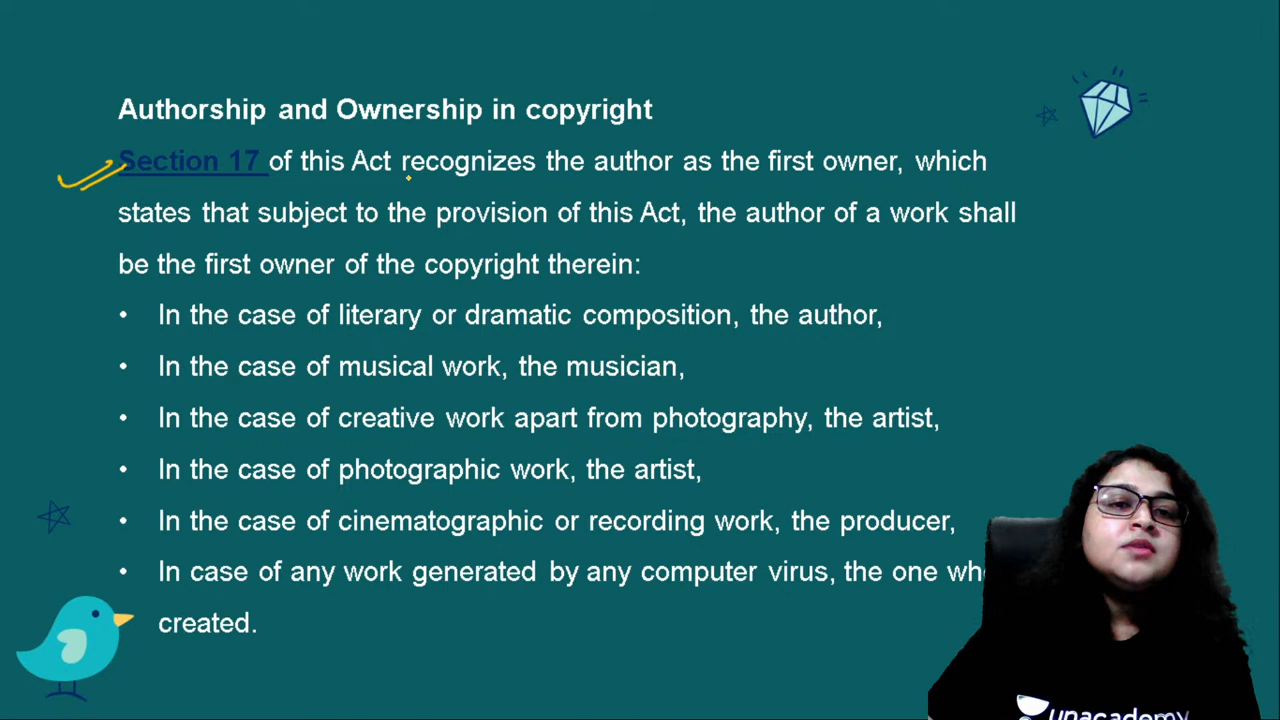 Authorship and Ownership in copyright
Section 17 of this Act recognizes the author as the first owner, which
states that subject to the provision of this Act, the author of a work shall
be the first owner of the copyright therein:
• In the case of literary or dramatic composition, the author,
• In the case of musical work, the musician,
• In the case of creative work apart from photography, the artist,
• In the case of photographic work, the artist,
• In the case of cinematographic or recording work, the producer,
• In case of any work generated by any computer virus, the one who
created.
unacademy